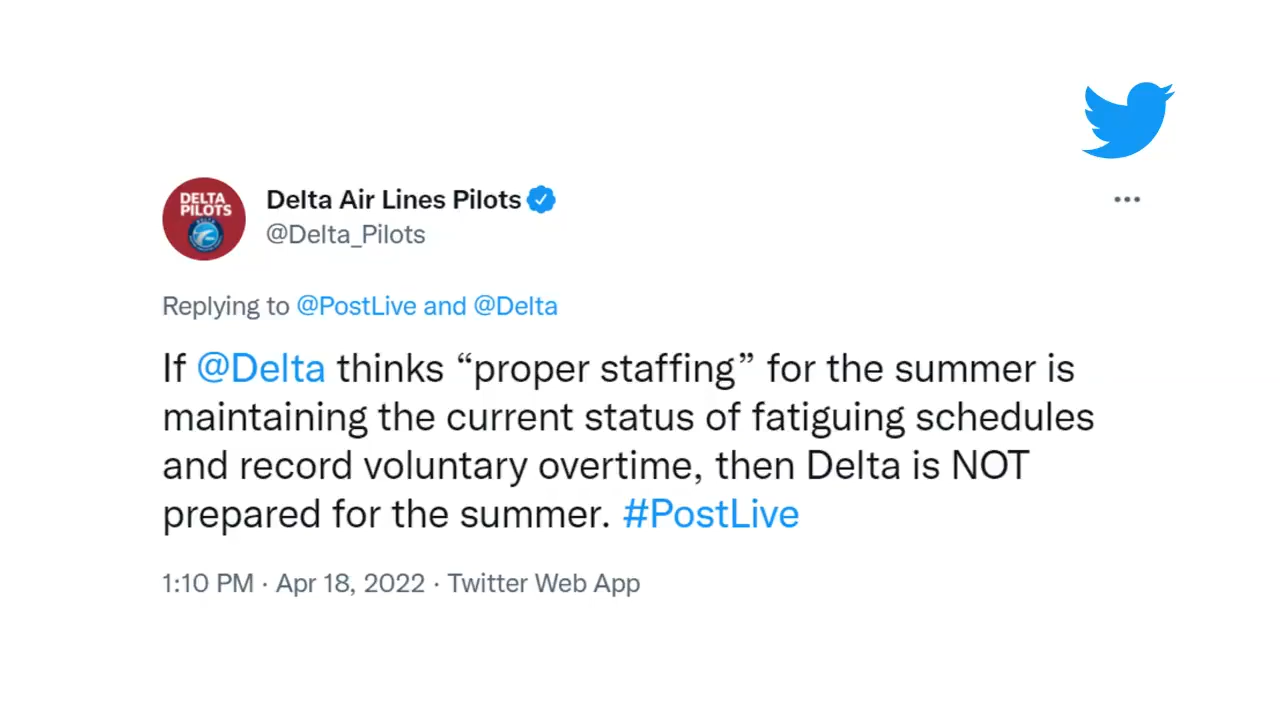 DELTA
PILOTS
Delta Air Lines Pilots
@Delta_Pilots
Replying to @PostLive and @Delta
If @Delta thinks “proper staffing” for the summer is
maintaining the current status of fatiguing schedules
and record voluntary overtime, then Delta is NOT
prepared for the summer. #PostLive
1:10 PM · Apr 18, 2022 · Twitter Web App